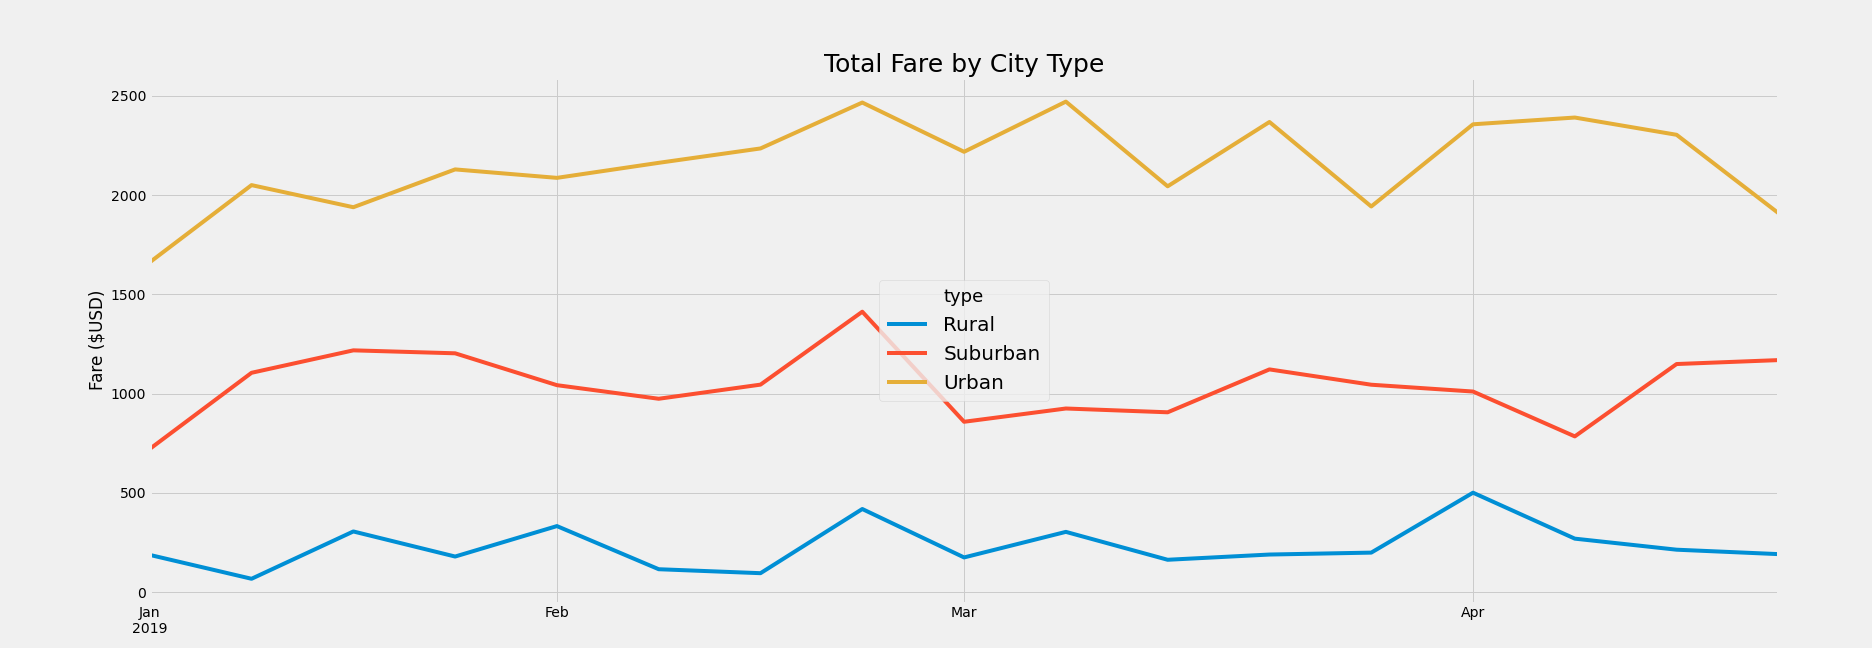 Total Fare by City Type
Fare ($USD)
2500
2000
1500
1000
500
0
type
Rural
Suburban
Urban
Jan
2019
Feb
Mar
Apr